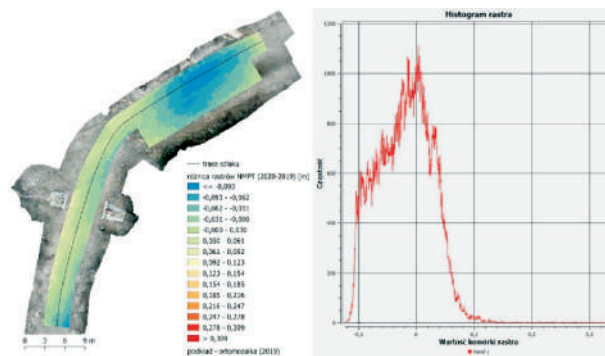 trasa szlaku
różnica rastrów NMPT (2020-2019) [m]
<= -0,093
-0,093 - -0,062
-0,062 - -0,031
-0,031 - -0,000
-0,000 - 0,030
0,030 - 0,061
0,061 - 0,092
0,092 - 0,123
0,123 - 0,154
0,154 - 0,185
0,185 - 0,216
0,216 - 0,247
0,247 - 0,278
0,278 - 0,309
> 0,309
podkład - ortomozaika (2019)
0 3 6 9 m
Histogram rastra
Częstość
1200
1000
800
600
400
200
0
-0,1 0 0,1 0,2 0,3
Wartość komórki rastra